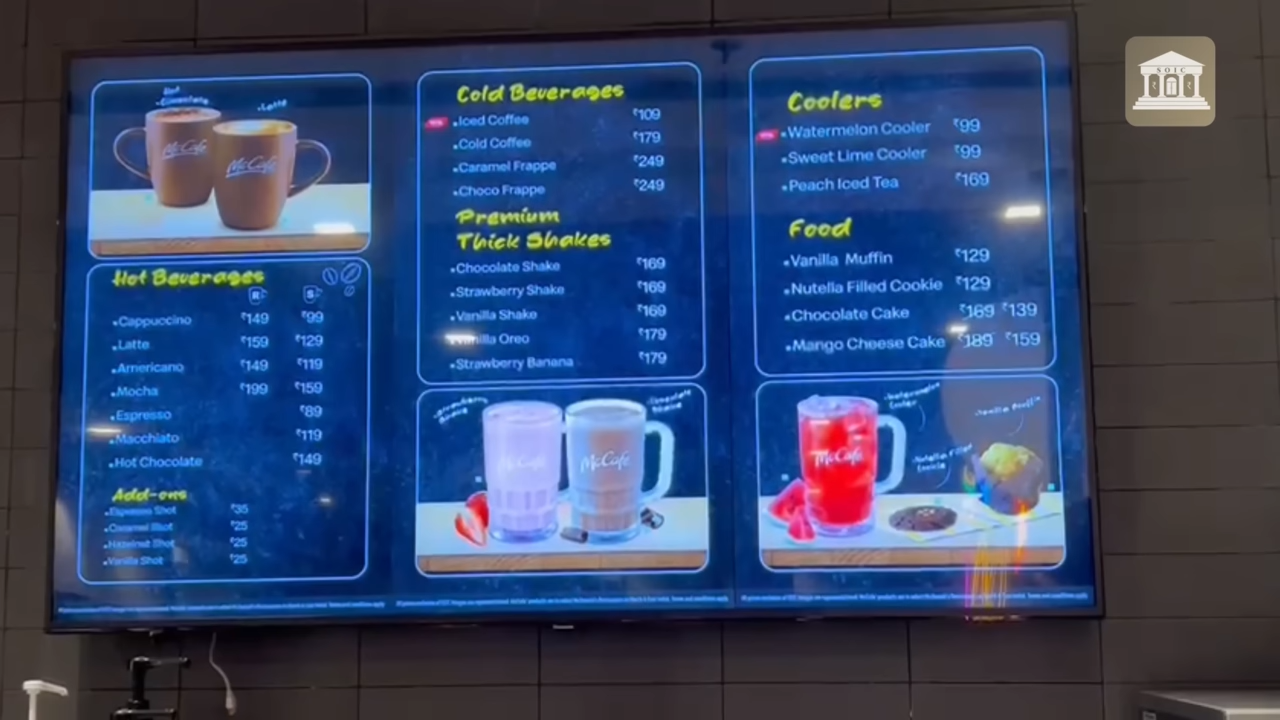 SOIC
Hot
-Latte
McCafé
McCafé
Hot Beverages
R
S
Cappuccino ₹149 ₹99
Latte ₹159 ₹129
Americano ₹149 ₹119
Mocha ₹199 ₹159
Espresso ₹89
Macchiato ₹119
Hot Chocolate ₹149
Add-ons
Espresso Shot ₹35
Caramel Shot ₹25
Hazelnut Shot ₹25
Vanilla Shot ₹25
Cold Beverages
Iced Coffee ₹109
Cold Coffee ₹179
Caramel Frappe ₹249
Choco Frappe ₹249
Premium
Thick Shakes
Chocolate Shake ₹169
Strawberry Shake ₹169
Vanilla Shake ₹169
Vanilla Oreo ₹179
Strawberry Banana ₹179
McCafé
McCafé
Coolers
Watermelon Cooler ₹99
Sweet Lime Cooler ₹99
Peach Iced Tea ₹169
Food
Vanilla Muffin ₹129
Nutella Filled Cookie ₹129
Chocolate Cake ₹169 ₹139
Mango Cheese Cake ₹189 ₹159
McCafé